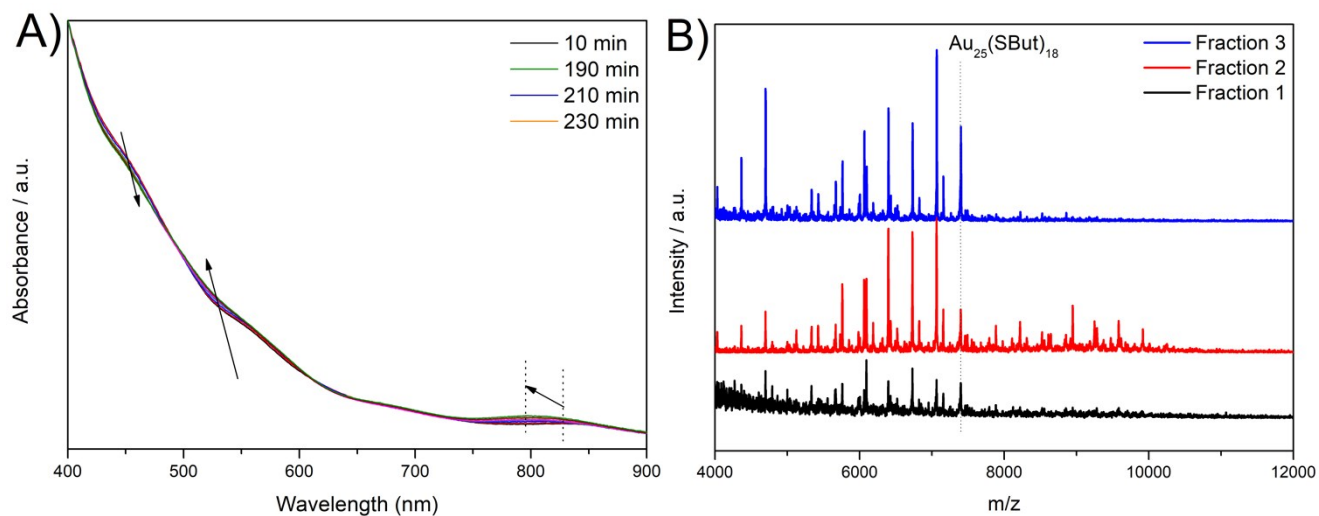 A)
10 min
190 min
210 min
230 min
Absorbance / a.u.
400 500 600 700 800 900
Wavelength (nm)
B)
Au25(SBut)18
Fraction 3
Fraction 2
Fraction 1
Intensity / a.u.
4000 6000 8000 10000 12000
m/z